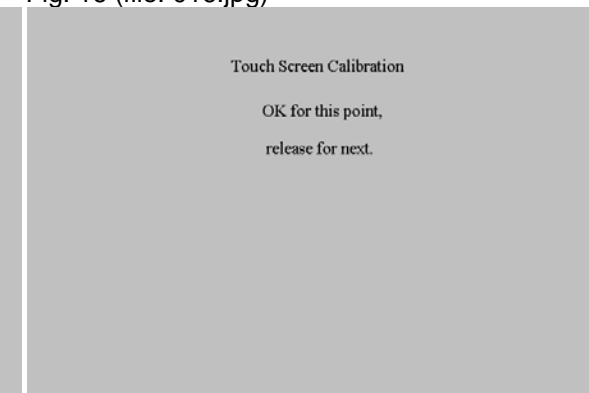 Touch Screen Calibration
OK for this point,
release for next.